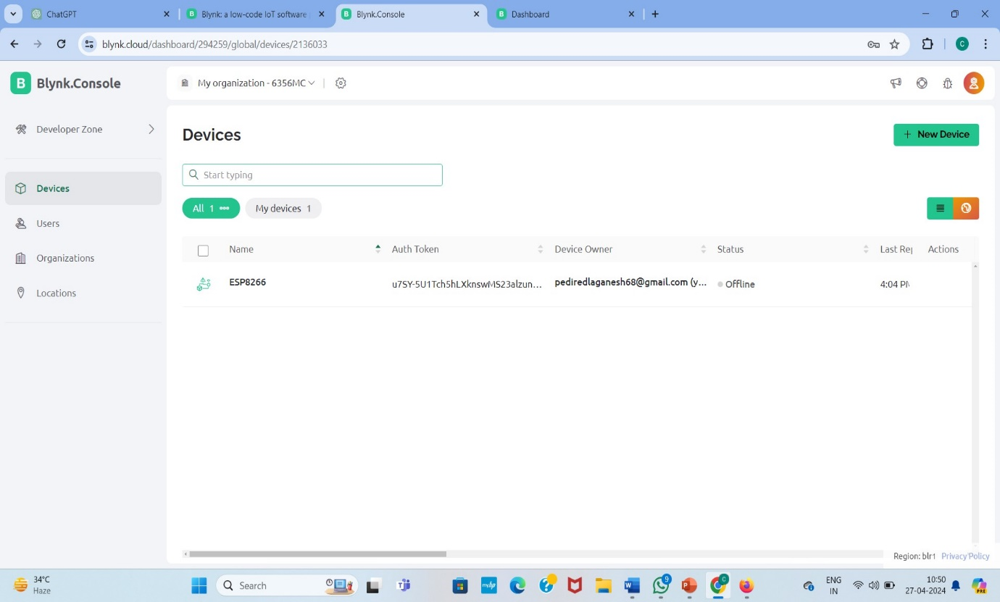 ChatGPT
Blynk: a low-code IoT software
Blynk.Console
Dashboard
blynk.cloud/dashboard/294259/global/devices/2136033
C
B Blynk.Console
My organization - 6356MC
Developer Zone
Devices
Users
Organizations
Locations
Devices
+ New Device
Start typing
All 1
My devices 1
Name Auth Token Device Owner Status Last Rep Actions
ESP8266 u7SY-5U1Tch5hLXknswMS23alzun... pediredlaganesh68@gmail.com (y... Offline 4:04 PM
Region: blr1 Privacy Policy
34°C
Haze
Search
9
ENG
IN
10:50
27-04-2024
PRE